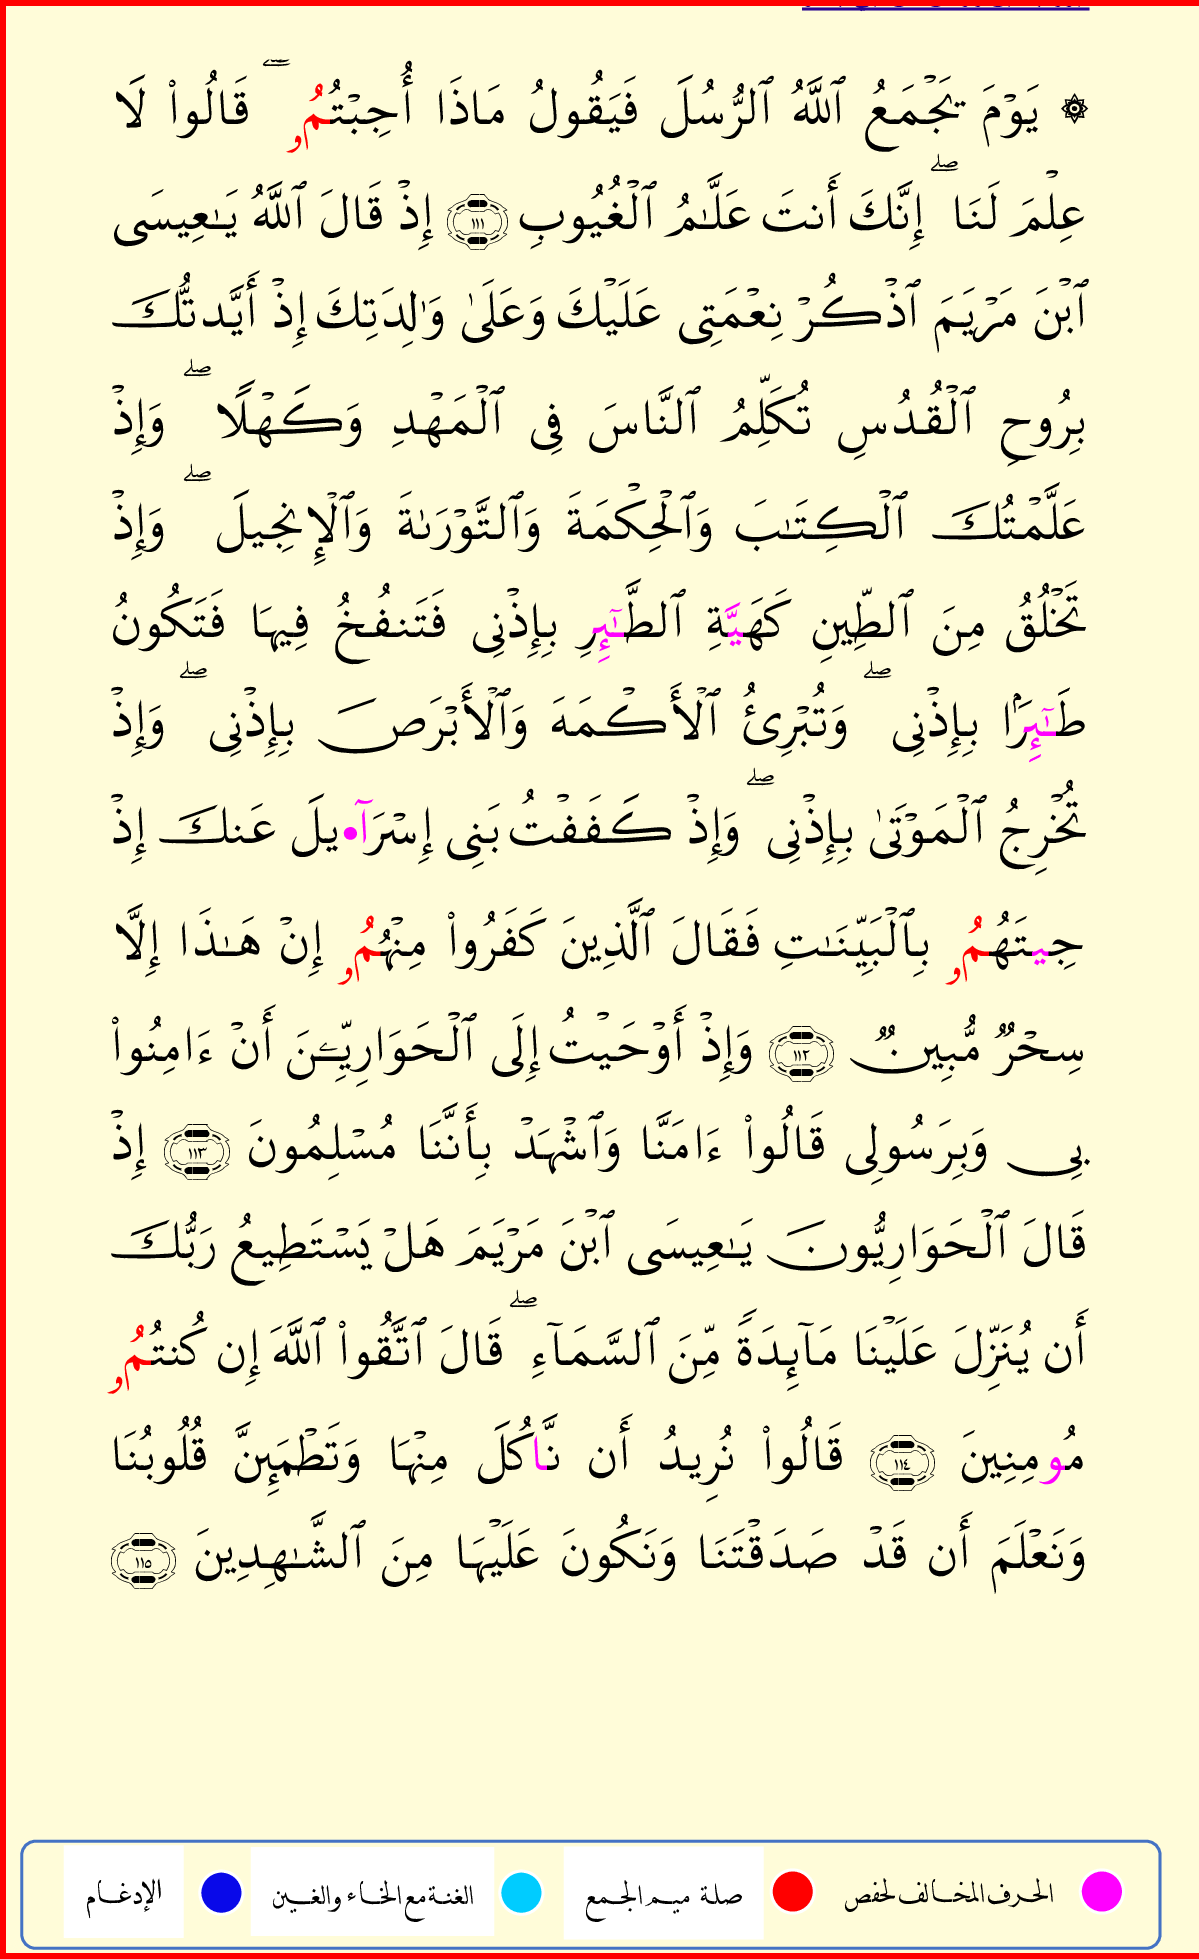 ۞ يَوْمَ يَجْمَعُ ٱللَّهُ ٱلرُّسُلَ فَيَقُولُ مَاذَا أُجِبْتُمُۥ ۖ قَالُوا۟ لَا
عِلْمَ لَنَا ۖ إِنَّكَ أَنتَ عَلَّـٰمُ ٱلْغُيُوبِ ١١١ إِذْ قَالَ ٱللَّهُ يَـٰعِيسَى
ٱبْنَ مَرْيَمَ ٱذْكُرْ نِعْمَتِى عَلَيْكَ وَعَلَىٰ وَٰلِدَتِكَ إِذْ أَيَّدتُّكَ
بِرُوحِ ٱلْقُدُسِ تُكَلِّمُ ٱلنَّاسَ فِى ٱلْمَهْدِ وَكَهْلًا ۖ وَإِذْ
عَلَّمْتُكَ ٱلْكِتَـٰبَ وَٱلْحِكْمَةَ وَٱلتَّوْرَىٰةَ وَٱلْإِنجِيلَ ۖ وَإِذْ
تَخْلُقُ مِنَ ٱلطِّينِ كَهَيَّةِ ٱلطَّـٰٓئِرِ بِإِذْنِى فَتَنفُخُ فِيهَا فَتَكُونُ
طَـٰٓئِرَۢا بِإِذْنِى ۖ وَتُبْرِئُ ٱلْأَكْمَهَ وَٱلْأَبْرَصَ بِإِذْنِى ۖ وَإِذْ
تُخْرِجُ ٱلْمَوْتَىٰ بِإِذْنِى ۖ وَإِذْ كَفَفْتُ بَنِى إِسْرَآ•يلَ عَنكَ إِذْ
جِيتَهُمُۥ بِٱلْبَيِّنَـٰتِ فَقَالَ ٱلَّذِينَ كَفَرُوا۟ مِنْهُمُۥ إِنْ هَـٰذَا إِلَّا
سِحْرٌ مُّبِينٌ ١١٢ وَإِذْ أَوْحَيْتُ إِلَى ٱلْحَوَارِيِّـۧنَ أَنْ ءَامِنُوا۟
بِى وَبِرَسُولِى قَالُوا۟ ءَامَنَّا وَٱشْهَدْ بِأَنَّنَا مُسْلِمُونَ ١١٣ إِذْ
قَالَ ٱلْحَوَارِيُّونَ يَـٰعِيسَى ٱبْنَ مَرْيَمَ هَلْ يَسْتَطِيعُ رَبُّكَ
أَن يُنَزِّلَ عَلَيْنَا مَآئِدَةً مِّنَ ٱلسَّمَآءِ ۖ قَالَ ٱتَّقُوا۟ ٱللَّهَ إِن كُنتُمُۥ
مُومِنِينَ ١١٤ قَالُوا۟ نُرِيدُ أَن نَّاكُلَ مِنْهَا وَتَطْمَئِنَّ قُلُوبُنَا
وَنَعْلَمَ أَن قَدْ صَدَقْتَنَا وَنَكُونَ عَلَيْهَا مِنَ ٱلشَّـٰهِدِينَ ١١٥
الحرف المخالف لحفص صلة ميم الجمع الغنة مع الخاء والغين الإدغام